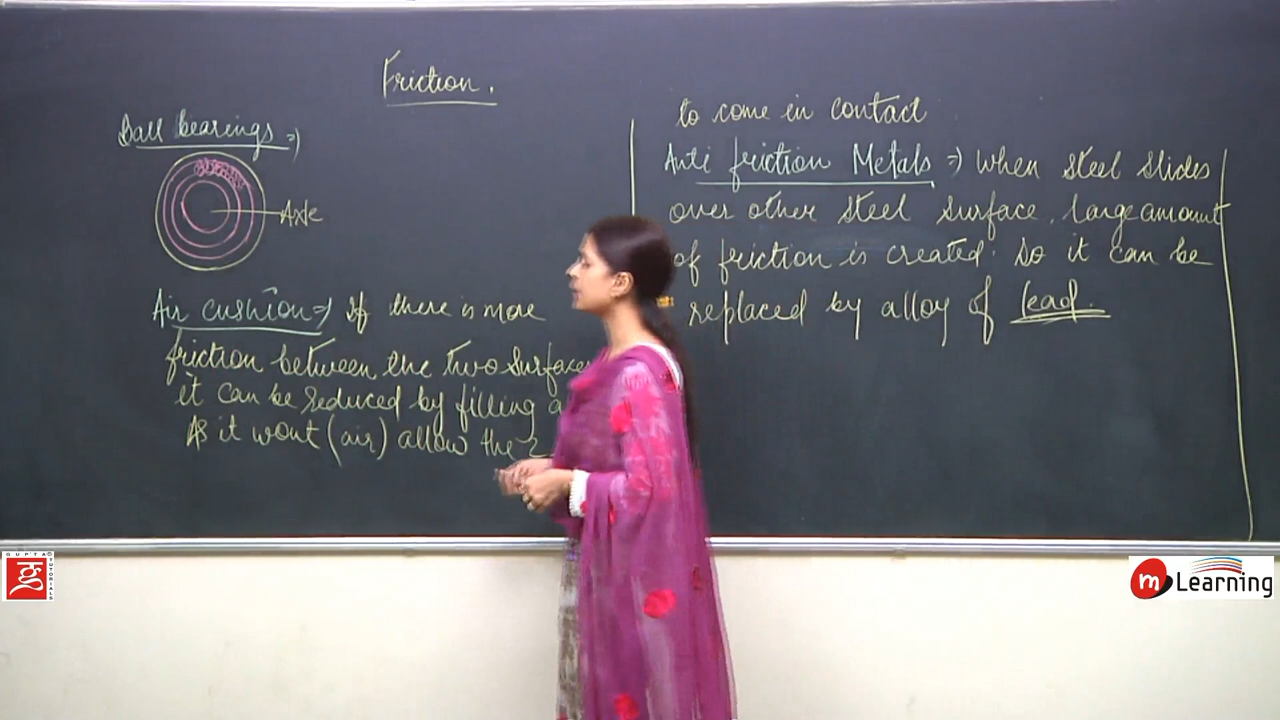 Friction.
Ball bearings ⇒
Axle
Air cushion ⇒ If there is more
friction between the two surfaces
it can be reduced by filling
As it wont (air) allow the 2
to come in contact
Anti friction Metals ⇒ When steel slides
over other steel surface, large amount
of friction is created. So it can be
replaced by alloy of lead.
GUPTA TUTORIALS
m Learning